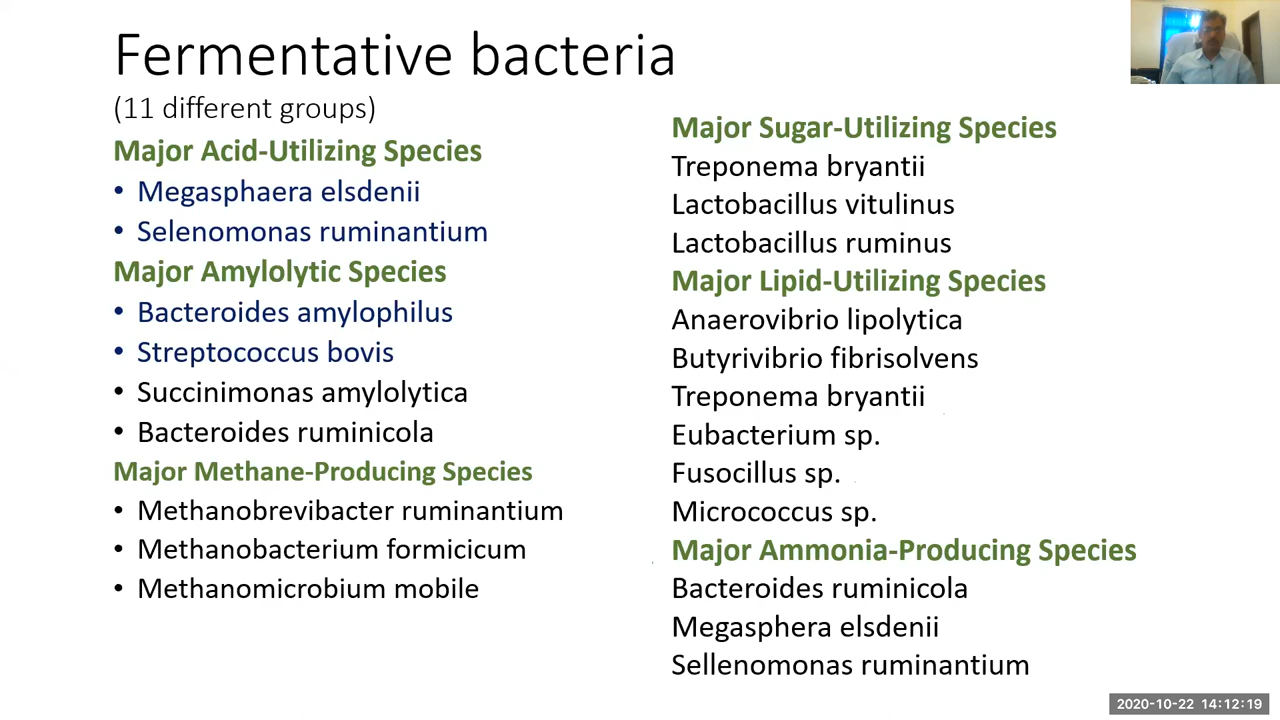 Fermentative bacteria
(11 different groups)
Major Acid-Utilizing Species
• Megasphaera elsdenii
• Selenomonas ruminantium
Major Amylolytic Species
• Bacteroides amylophilus
• Streptococcus bovis
• Succinimonas amylolytica
• Bacteroides ruminicola
Major Methane-Producing Species
• Methanobrevibacter ruminantium
• Methanobacterium formicicum
• Methanomicrobium mobile
Major Sugar-Utilizing Species
Treponema bryantii
Lactobacillus vitulinus
Lactobacillus ruminus
Major Lipid-Utilizing Species
Anaerovibrio lipolytica
Butyrivibrio fibrisolvens
Treponema bryantii
Eubacterium sp.
Fusocillus sp.
Micrococcus sp.
Major Ammonia-Producing Species
Bacteroides ruminicola
Megasphera elsdenii
Sellenomonas ruminantium
2020-10-22 14:12:19